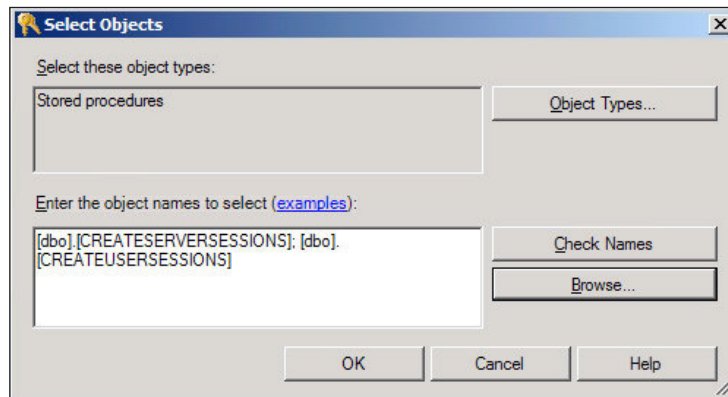 Select Objects
Select these object types:
Stored procedures
Object Types...
Enter the object names to select (examples):
[dbo].[CREATESERVERSESSIONS]; [dbo].
[CREATEUSERSESSIONS]
Check Names
Browse...
OK
Cancel
Help